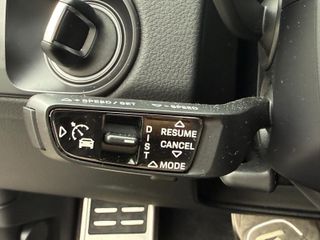 + SPEED / SET - SPEED
DIST
RESUME
CANCEL
MODE